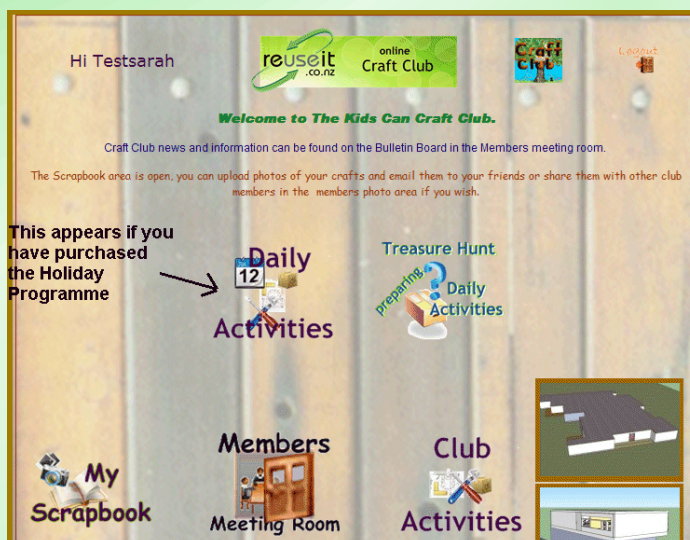 Hi Testsarah
reuseit
.co.nz
online
Craft Club
Craft
Club
Logout
Welcome to The Kids Can Craft Club.
Craft Club news and information can be found on the Bulletin Board in the Members meeting room.
The Scrapbook area is open, you can upload photos of your crafts and email them to your friends or share them with other club
members in the members photo area if you wish.
This appears if you
have purchased
the Holiday
Programme
Daily
12
Activities
Treasure Hunt
preparing
Daily
Activities
My
Scrapbook
Members
Meeting Room
Club
Activities